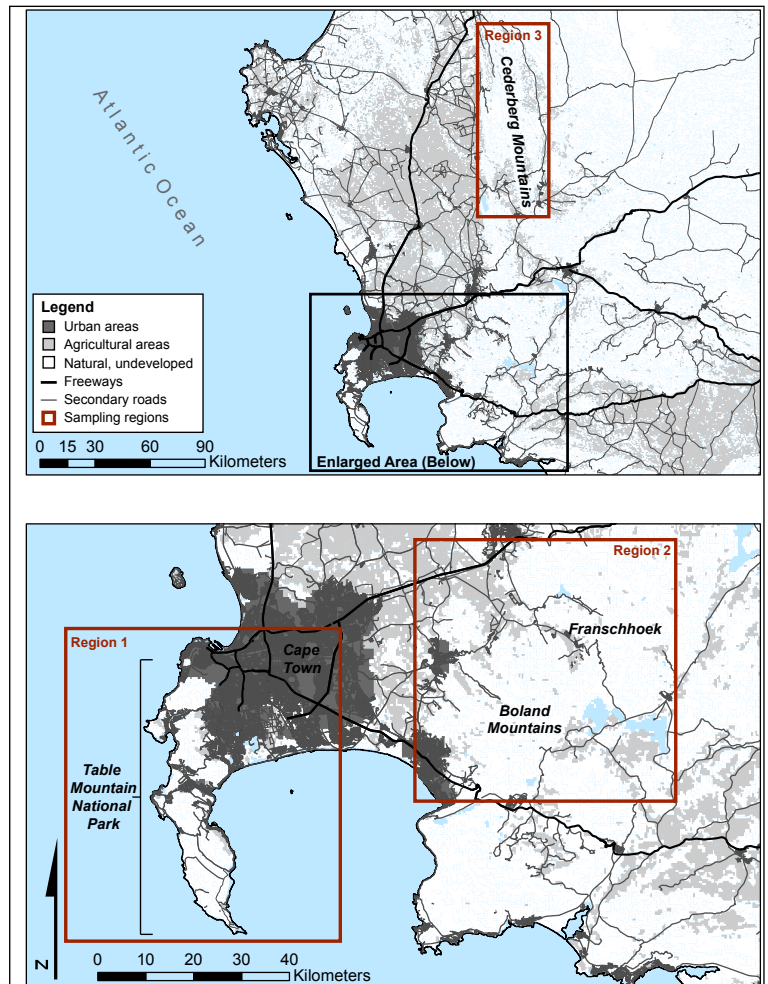 Region 3
Cederberg Mountains
Atlantic Ocean
Legend
Urban areas
Agricultural areas
Natural, undeveloped
Freeways
Secondary roads
Sampling regions
0 15 30 60 90
Kilometers
Enlarged Area (Below)
Region 2
Region 1
Franschhoek
Cape
Town
Boland
Mountains
Table
Mountain
National
Park
N
0 10 20 30 40
Kilometers